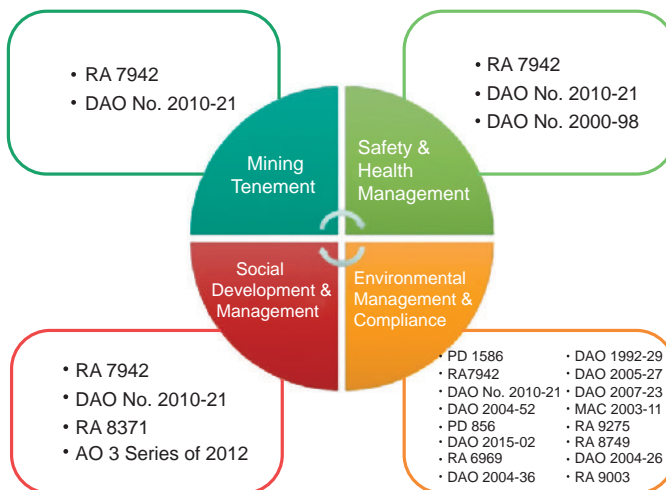 • RA 7942
• DAO No. 2010-21
• RA 7942
• DAO No. 2010-21
• DAO No. 2000-98
Mining
Tenement
Safety &
Health
Management
Social
Development &
Management
Environmental
Management &
Compliance
• RA 7942
• DAO No. 2010-21
• RA 8371
• AO 3 Series of 2012
• PD 1586
• RA7942
• DAO No. 2010-21
• DAO 2004-52
• PD 856
• DAO 2015-02
• RA 6969
• DAO 2004-36
• DAO 1992-29
• DAO 2005-27
• DAO 2007-23
• MAC 2003-11
• RA 9275
• RA 8749
• DAO 2004-26
• RA 9003